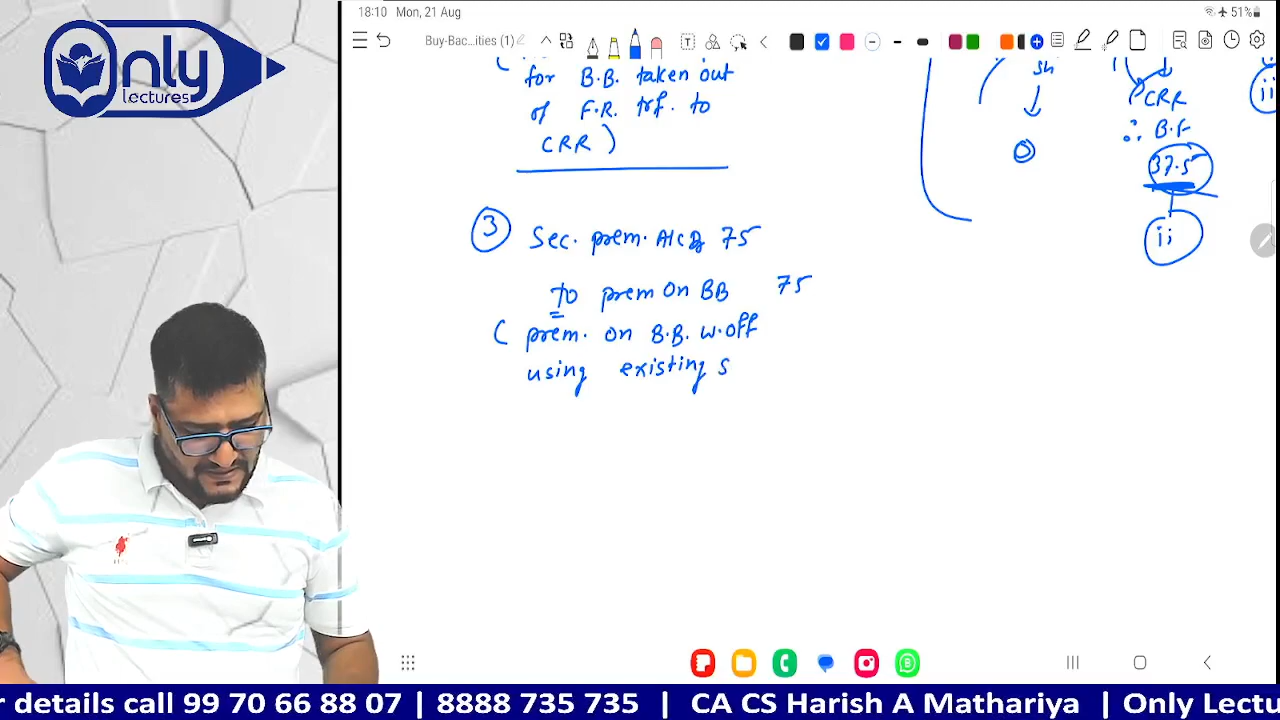 Only
lectures
18:10 Mon, 21 Aug
51%
Buy-Bac...ities (1)
for B.B. taken out
of F.R. trf. to
CRR )
3 Sec. prem. A/c Dr 75
To prem on BB 75
( prem. on B.B. w.off
using existing s
sh
0
CRR
∴ B.F
37.5
ii
ii
r details call 99 70 66 88 07 | 8888 735 735 | CA CS Harish A Mathariya | Only Lectu